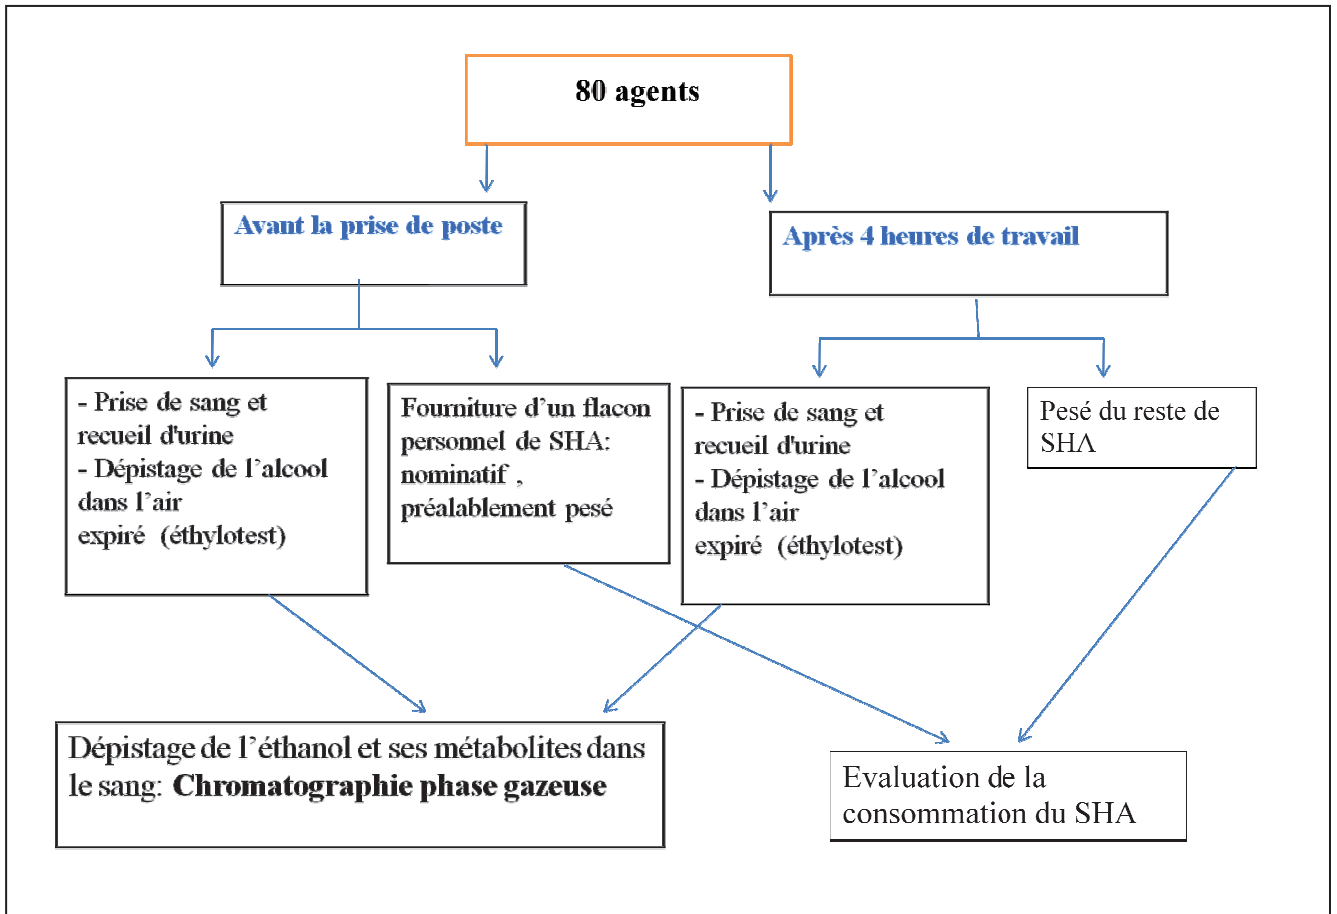 80 agents
Avant la prise de poste
Après 4 heures de travail
- Prise de sang et
recueil d'urine
- Dépistage de l'alcool
dans l'air
expiré (éthylotest)
Fourniture d'un flacon
personnel de SHA:
nominatif ,
préalablement pesé
- Prise de sang et
recueil d'urine
- Dépistage de l'alcool
dans l'air
expiré (éthylotest)
Pesé du reste de
SHA
Dépistage de l'éthanol et ses métabolites dans
le sang: Chromatographie phase gazeuse
Evaluation de la
consommation du SHA